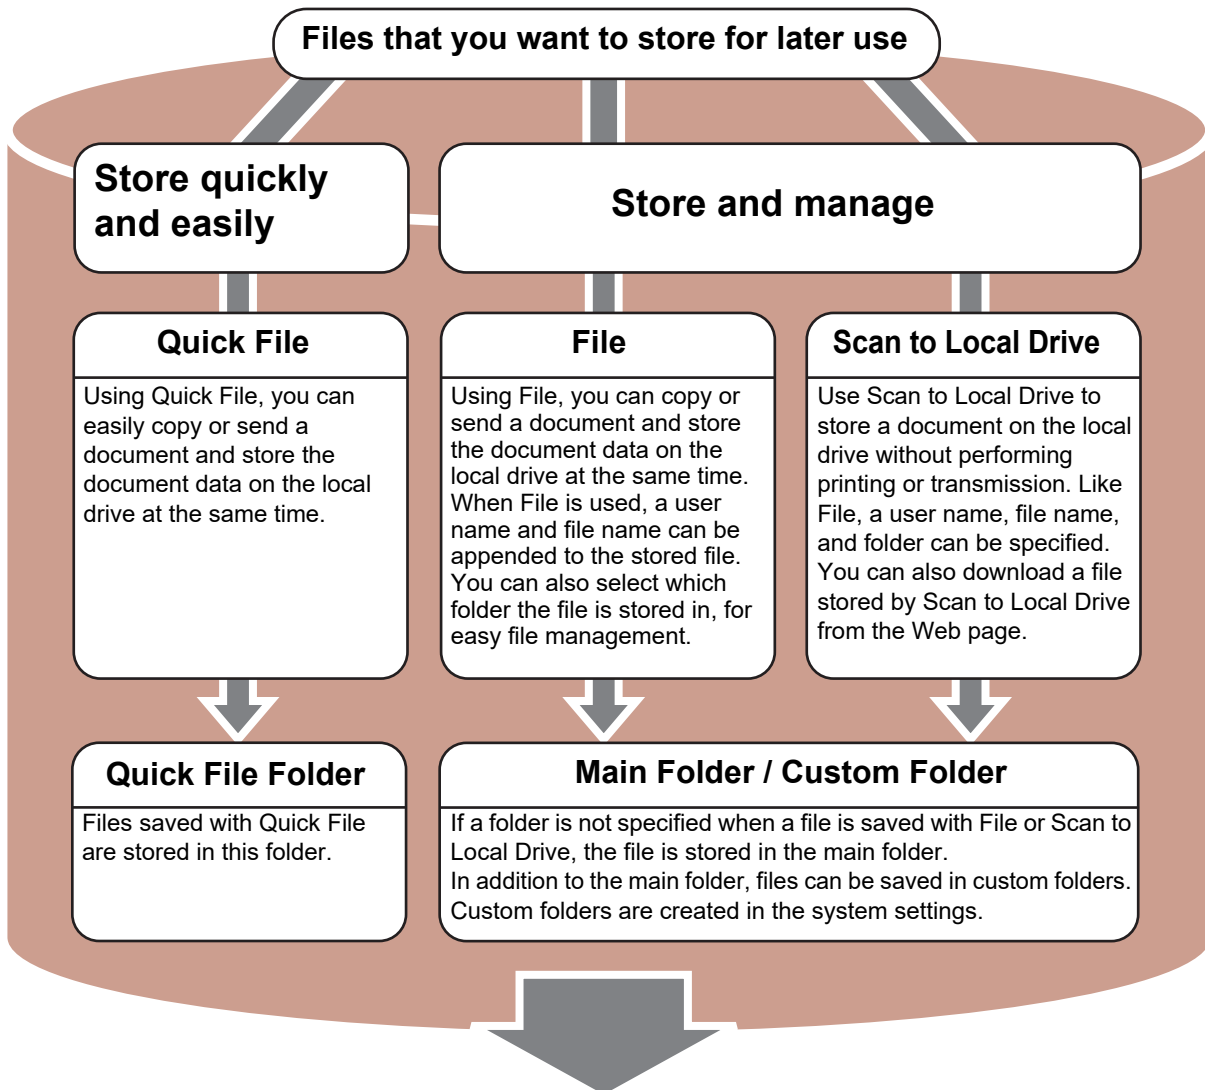 Files that you want to store for later use
Store quickly
and easily
Store and manage
Quick File
Using Quick File, you can
easily copy or send a
document and store the
document data on the local
drive at the same time.
File
Using File, you can copy or
send a document and store
the document data on the
local drive at the same time.
When File is used, a user
name and file name can be
appended to the stored file.
You can also select which
folder the file is stored in, for
easy file management.
Scan to Local Drive
Use Scan to Local Drive to
store a document on the local
drive without performing
printing or transmission. Like
File, a user name, file name,
and folder can be specified.
You can also download a file
stored by Scan to Local Drive
from the Web page.
Quick File Folder
Files saved with Quick File
are stored in this folder.
Main Folder / Custom Folder
If a folder is not specified when a file is saved with File or Scan to
Local Drive, the file is stored in the main folder.
In addition to the main folder, files can be saved in custom folders.
Custom folders are created in the system settings.